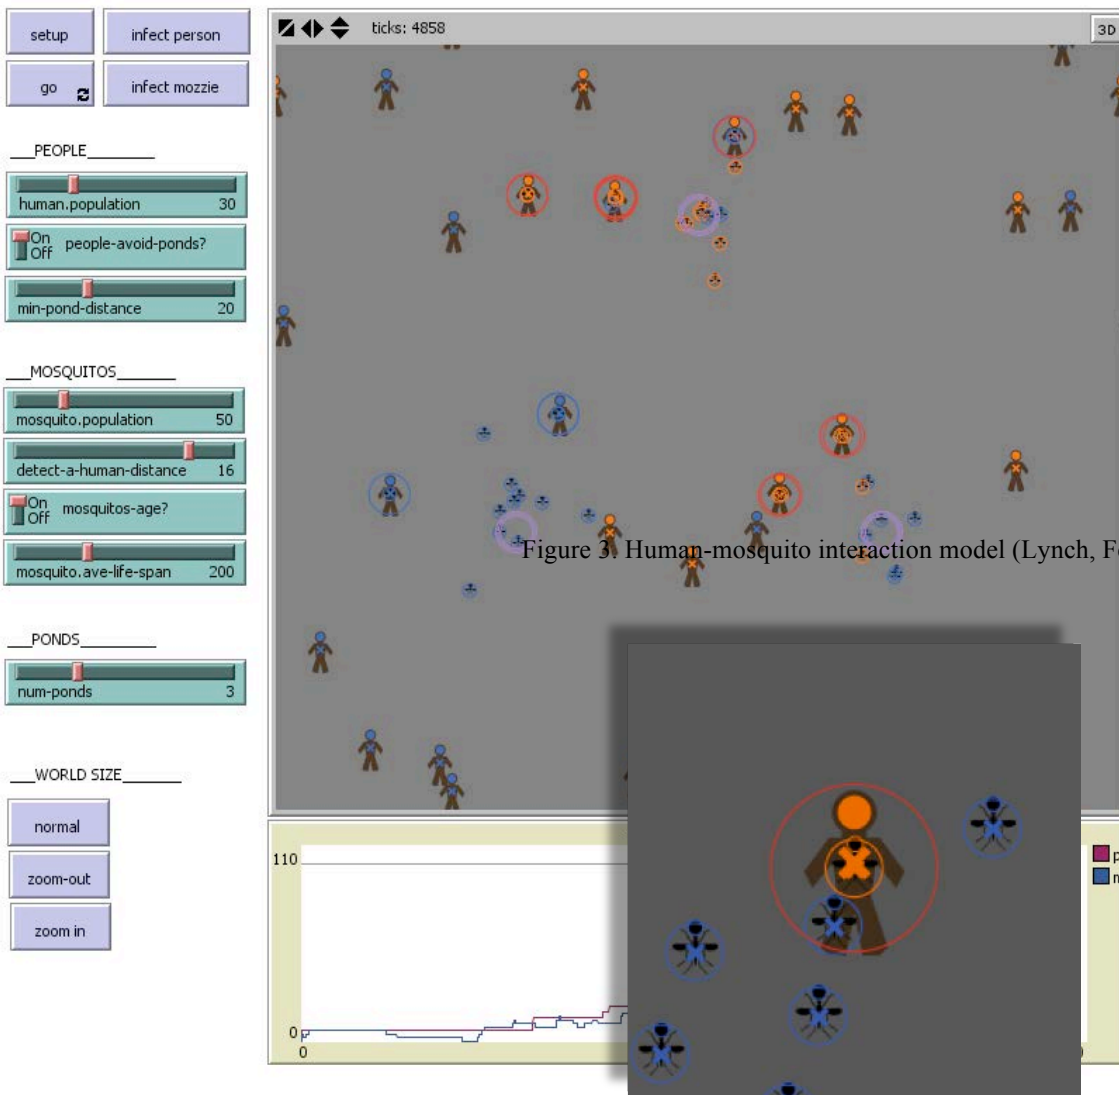 setup
infect person
ticks: 4858
3D
go
infect mozzie
___PEOPLE________
human.population 30
On
Off
people-avoid-ponds?
min-pond-distance 20
___MOSQUITOS_______
mosquito.population 50
detect-a-human-distance 16
On
Off
mosquitos-age?
mosquito.ave-life-span 200
Figure 3. Human-mosquito interaction model (Lynch, F
___PONDS_________
num-ponds 3
___WORLD SIZE_______
normal
zoom-out
zoom in
110
0
0
p
n